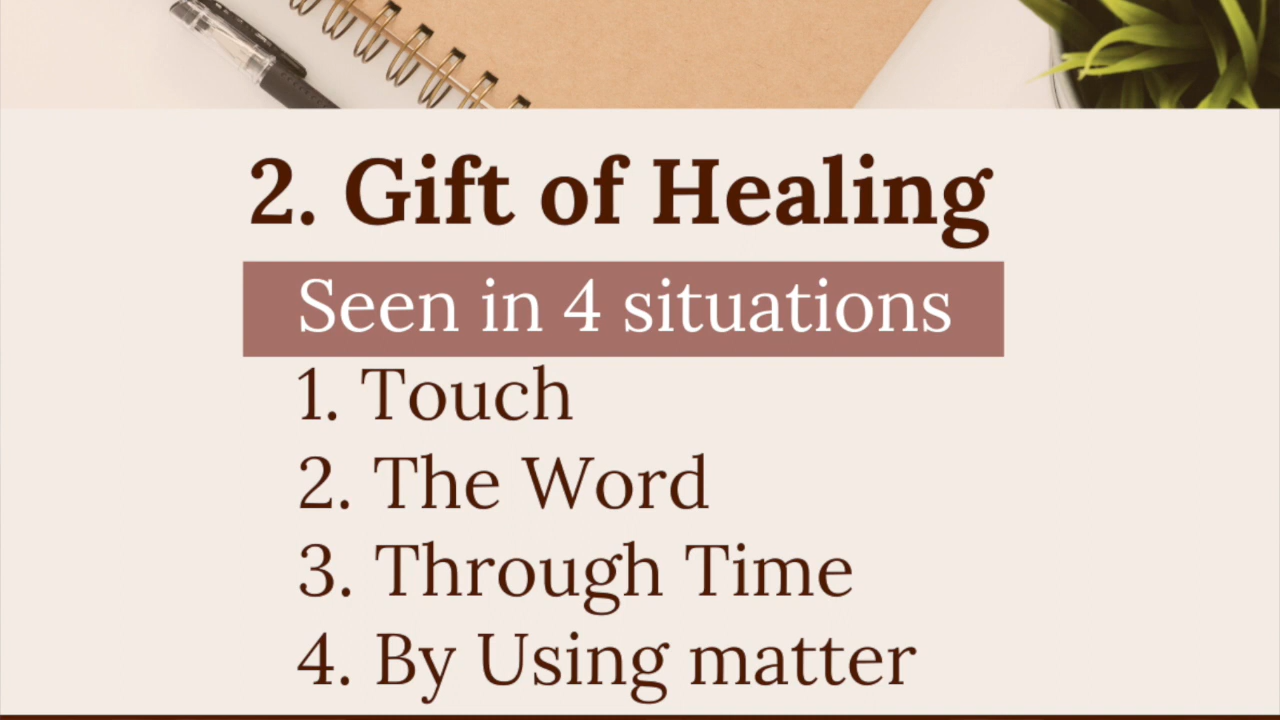 2. Gift of Healing
Seen in 4 situations
1. Touch
2. The Word
3. Through Time
4. By Using matter